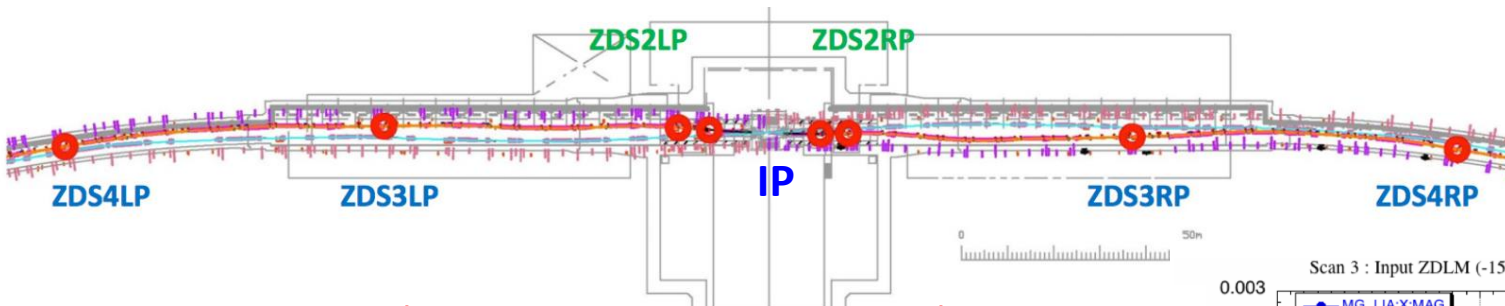 ZDS2LP ZDS2RP
IP
ZDS4LP ZDS3LP ZDS3RP ZDS4RP
0 50m
Scan 3 : Input ZDLM (-15
0.003
MG_LIA:X:MAG